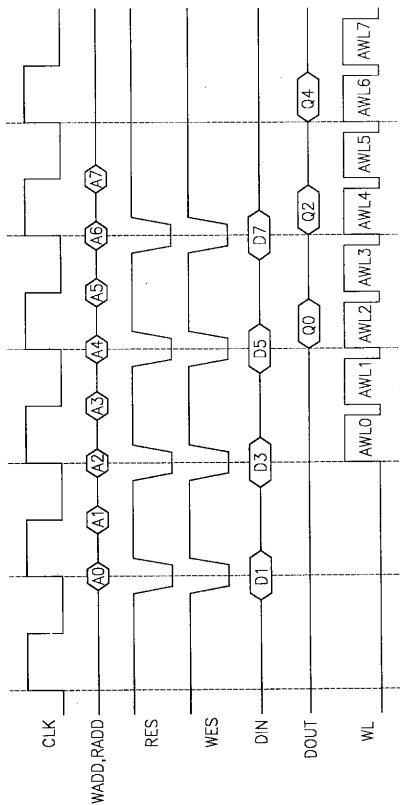 CLK
WADD,RADD
A0 A1 A2 A3 A4 A5 A6 A7
RES
WES
DIN
D1 D3 D5 D7
DOUT
Q0 Q2 Q4
WL
AWL0 AWL1 AWL2 AWL3 AWL4 AWL5 AWL6 AWL7